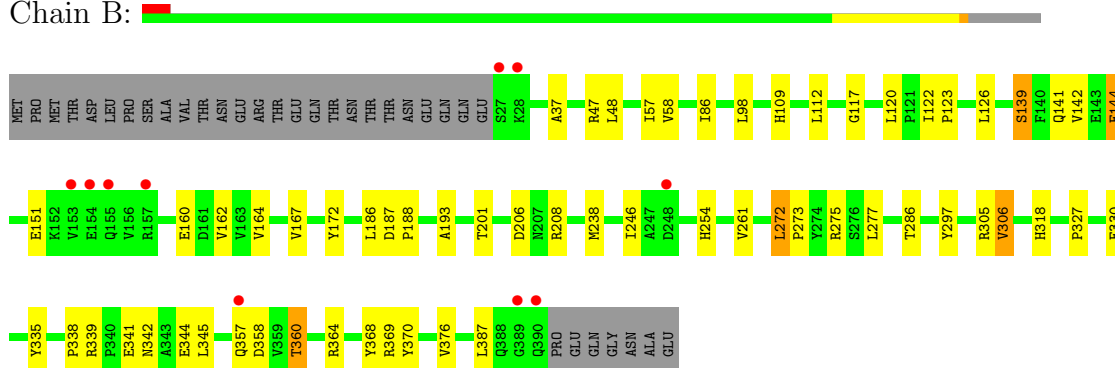 Chain B:
MET PRO MET THR ASP LEU PRO SER ALA VAL THR ASN GLU ARG THR GLU GLN THR ASN THR THR ASN GLU GLN GLN GLU S27 K28 A37 R47 L48 I57 V58 I86 L98 H109 L112 G117 L120 P121 I122 P123 L126 S139 F140 Q141 V142 E143
E151 K152 V153 E154 Q155 V156 R157 E160 D161 V162 V163 V164 V167 Y172 L186 D187 P188 A193 T201 D206 N207 R208 M238 I246 A247 D248 H254 V261 L272 P273 Y274 R275 S276 L277 T286 Y297 R305 V306 H318 P327
Y335 P338 R339 P340 E341 N342 A343 E344 L345 Q357 D358 V359 T360 R364 Y368 R369 Y370 V376 L387 Q388 G389 Q390 PRO GLU GLN GLY ASN ALA GLU